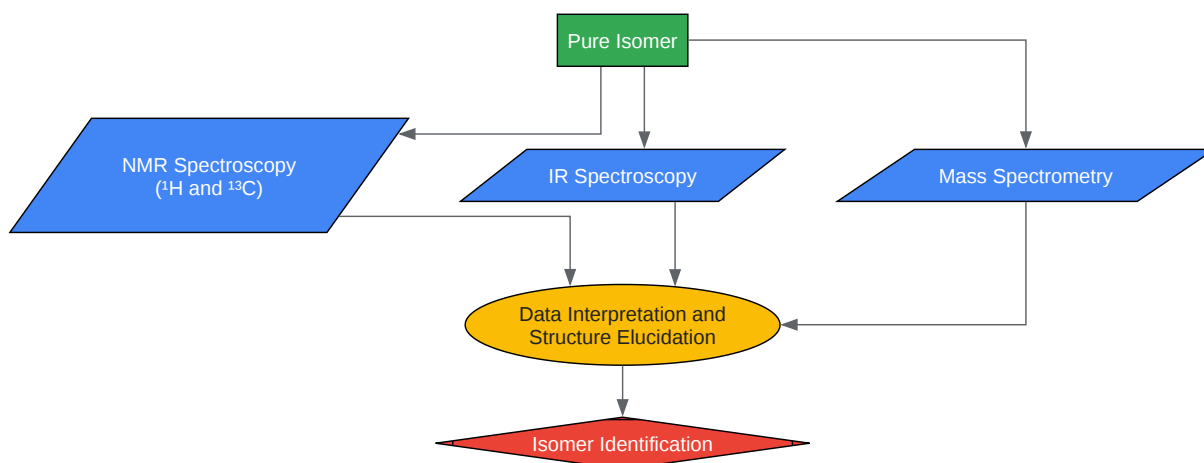 Pure Isomer
NMR Spectroscopy
(¹H and ¹³C)
IR Spectroscopy
Mass Spectrometry
Data Interpretation and
Structure Elucidation
Isomer Identification